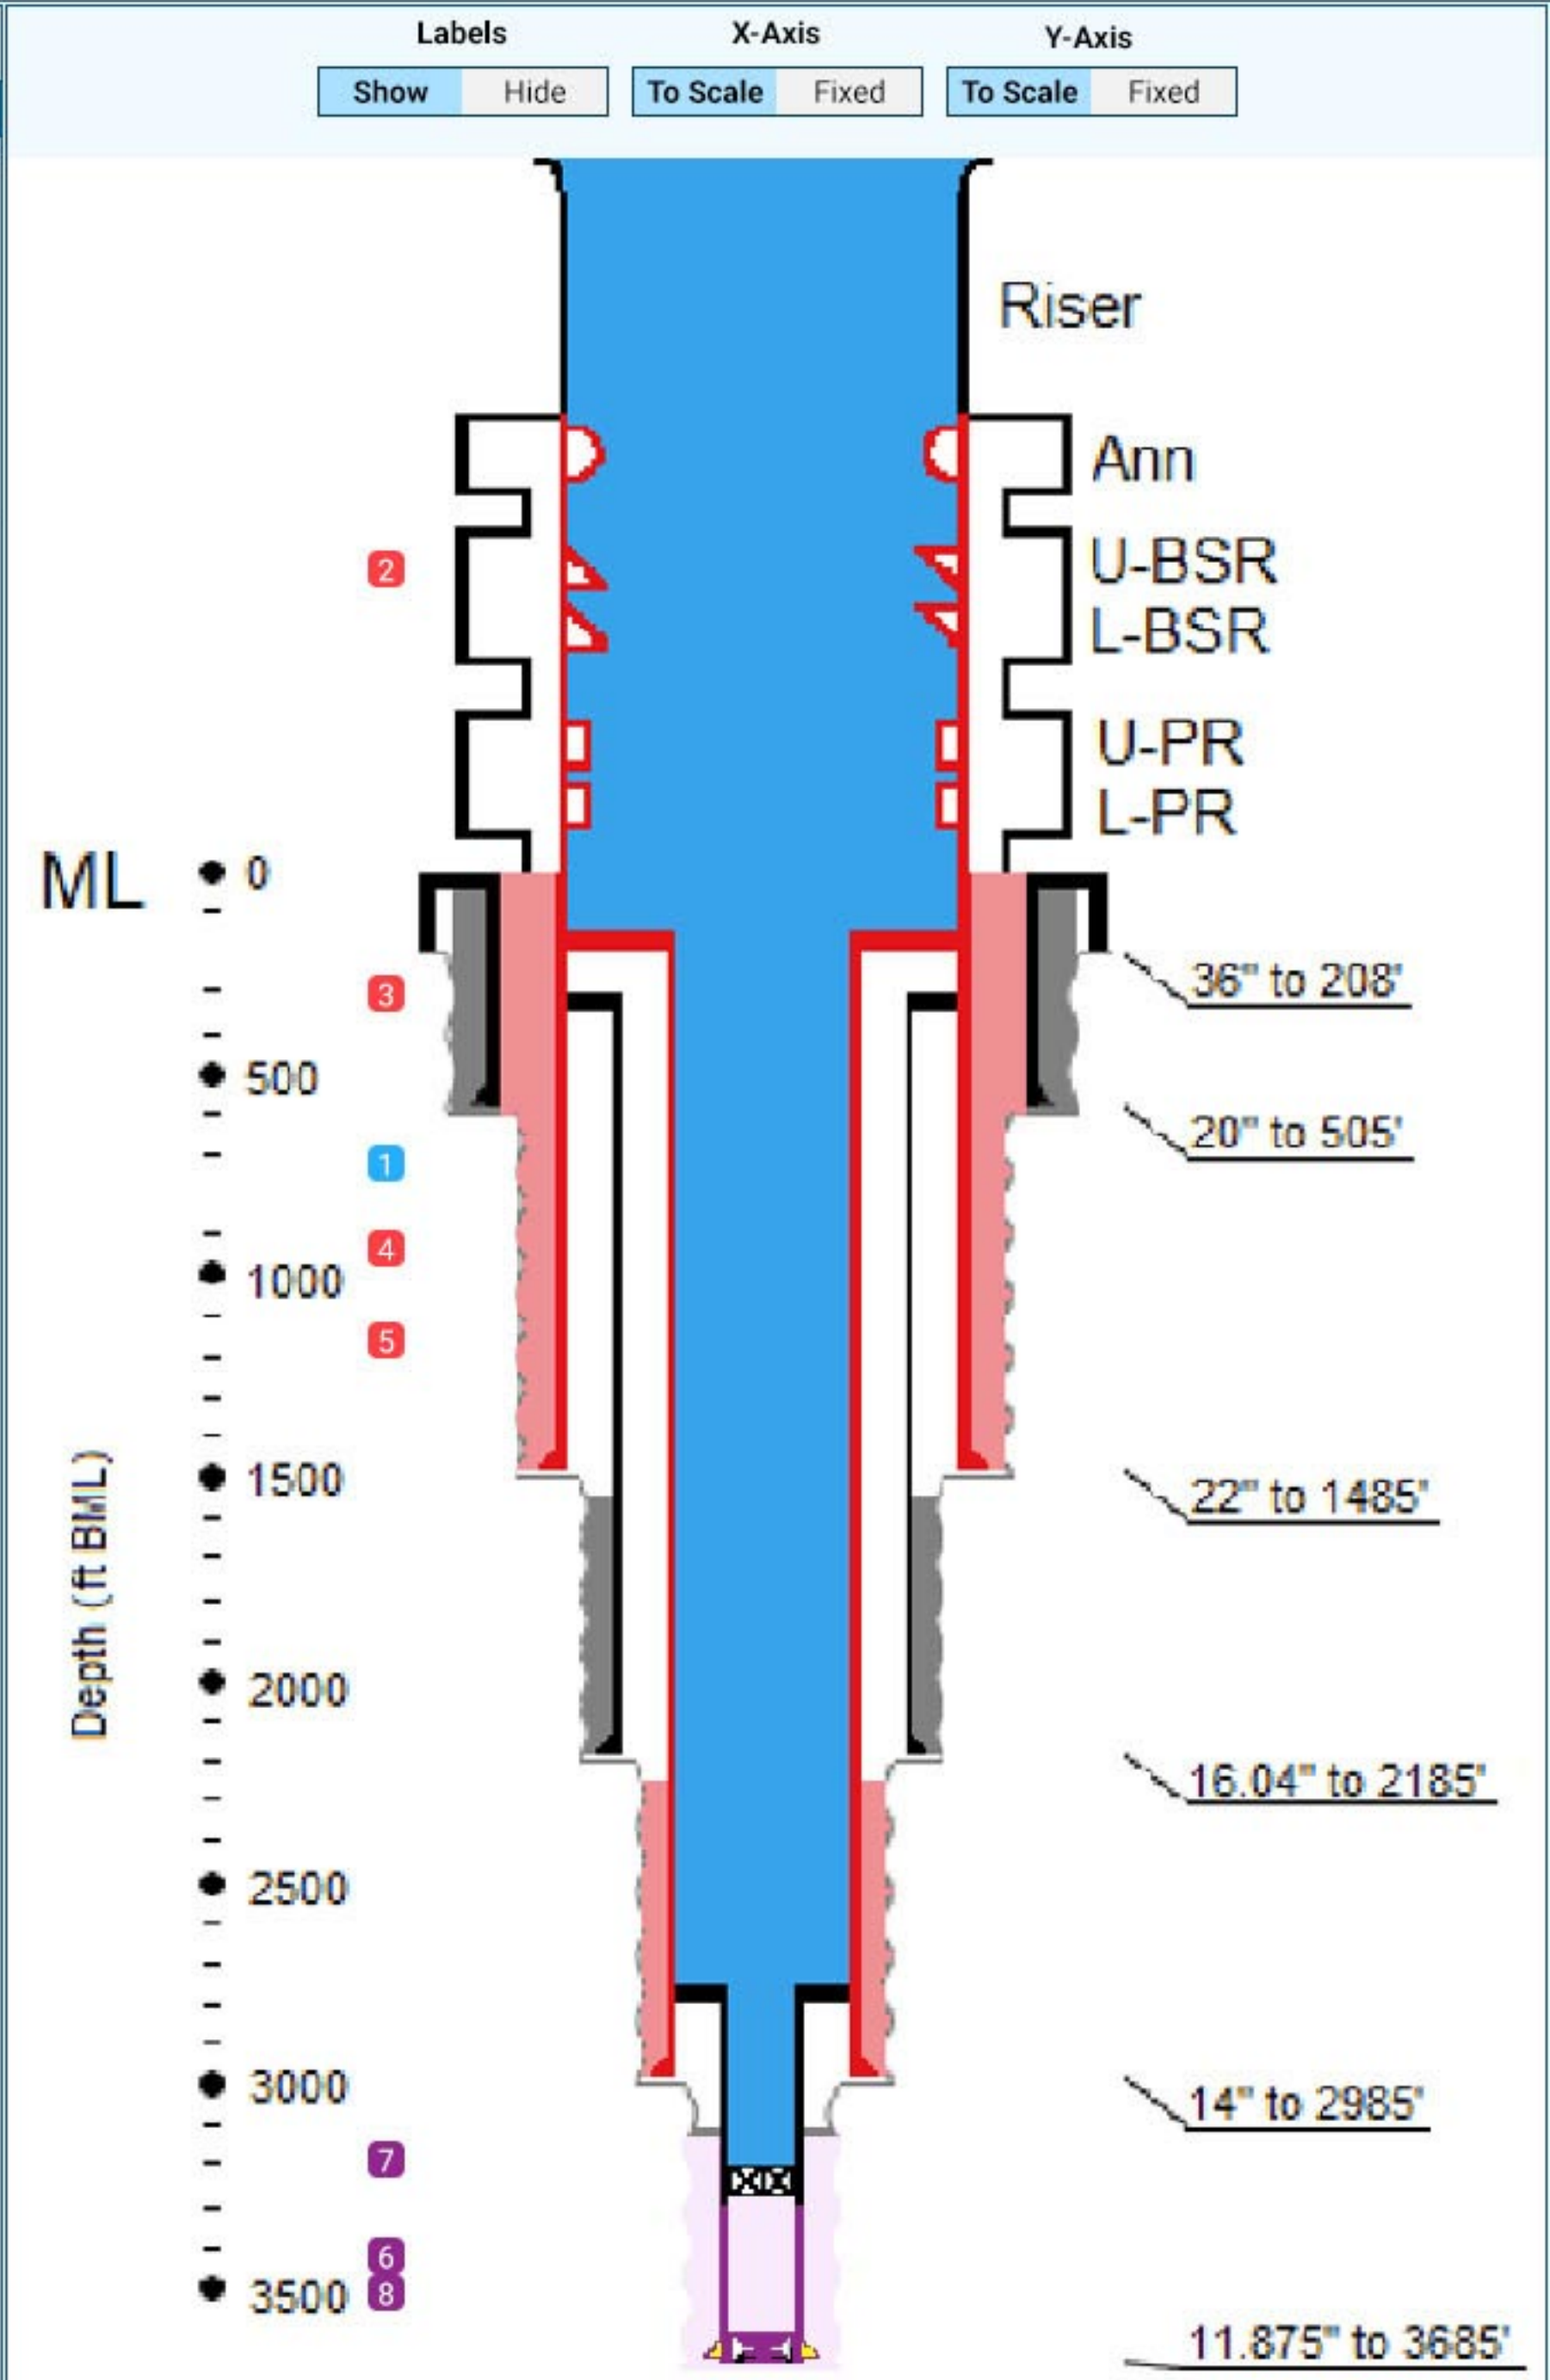 Labels
X-Axis
Y-Axis
Show
Hide
To Scale
Fixed
To Scale
Fixed
Riser
Ann
2
U-BSR
L-BSR
U-PR
L-PR
ML
0
3
36" to 208'
500
20" to 505'
1
4
1000
5
1500
22" to 1485'
Depth (ft BML)
2000
16.04" to 2185'
2500
3000
14" to 2985'
7
6
3500
8
11.875" to 3685'